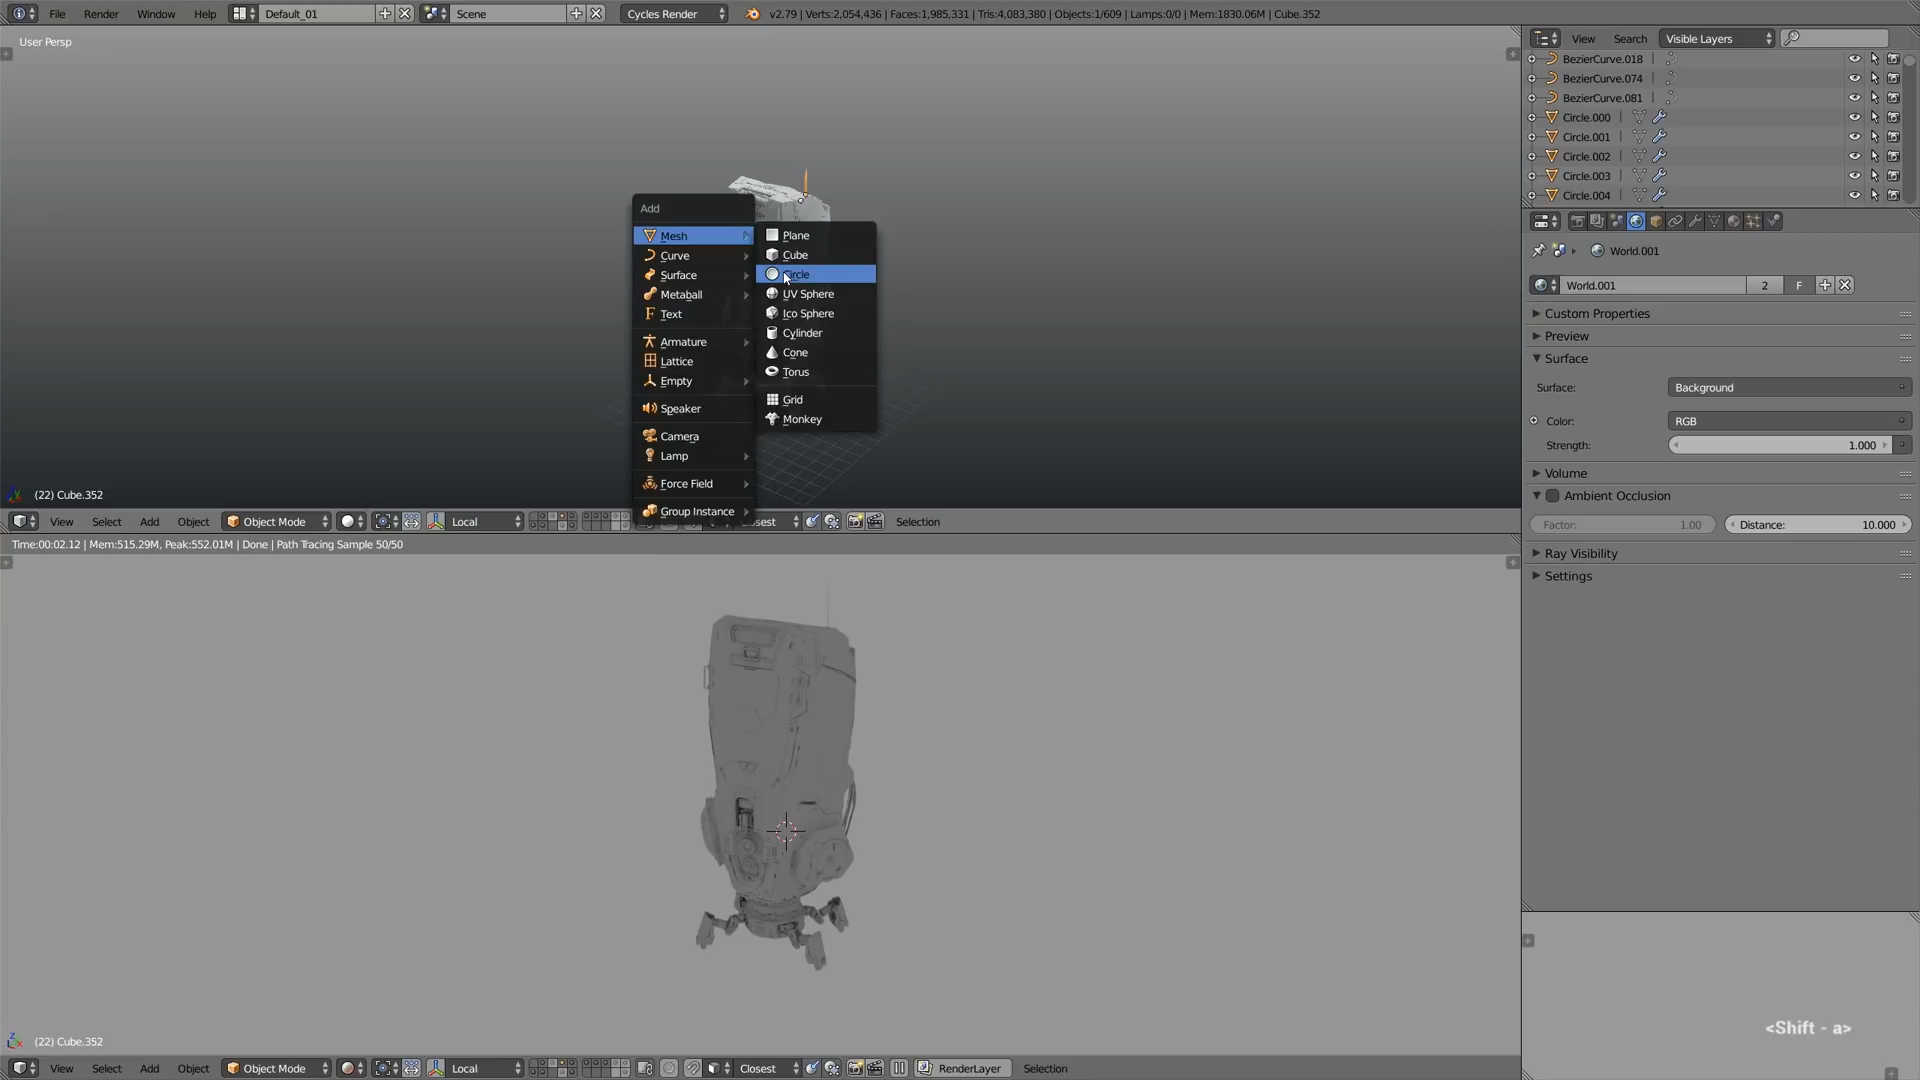 File Render Window Help Default_01 Scene Cycles Render v2.79 | Verts:2,054,436 | Faces:1,985,331 | Tris:4,083,380 | Objects:1/609 | Lamps:0/0 | Mem:1830.06M | Cube.352
User Persp
Add
Mesh
Curve
Surface
Metaball
Text
Armature
Lattice
Empty
Speaker
Camera
Lamp
Force Field
Group Instance
Plane
Cube
Circle
UV Sphere
Ico Sphere
Cylinder
Cone
Torus
Grid
Monkey
(22) Cube.352
View Select Add Object Object Mode Local Closest Selection
Time:00:02.12 | Mem:515.29M, Peak:552.01M | Done | Path Tracing Sample 50/50
(22) Cube.352
View Select Add Object Object Mode Local Closest RenderLayer Selection
View Search Visible Layers
BezierCurve.018
BezierCurve.074
BezierCurve.081
Circle.000
Circle.001
Circle.002
Circle.003
Circle.004
World.001
World.001 2 F
Custom Properties
Preview
Surface
Surface: Background
Color: RGB
Strength: 1.000
Volume
Ambient Occlusion
Factor: 1.00 Distance: 10.000
Ray Visibility
Settings
<Shift - a>